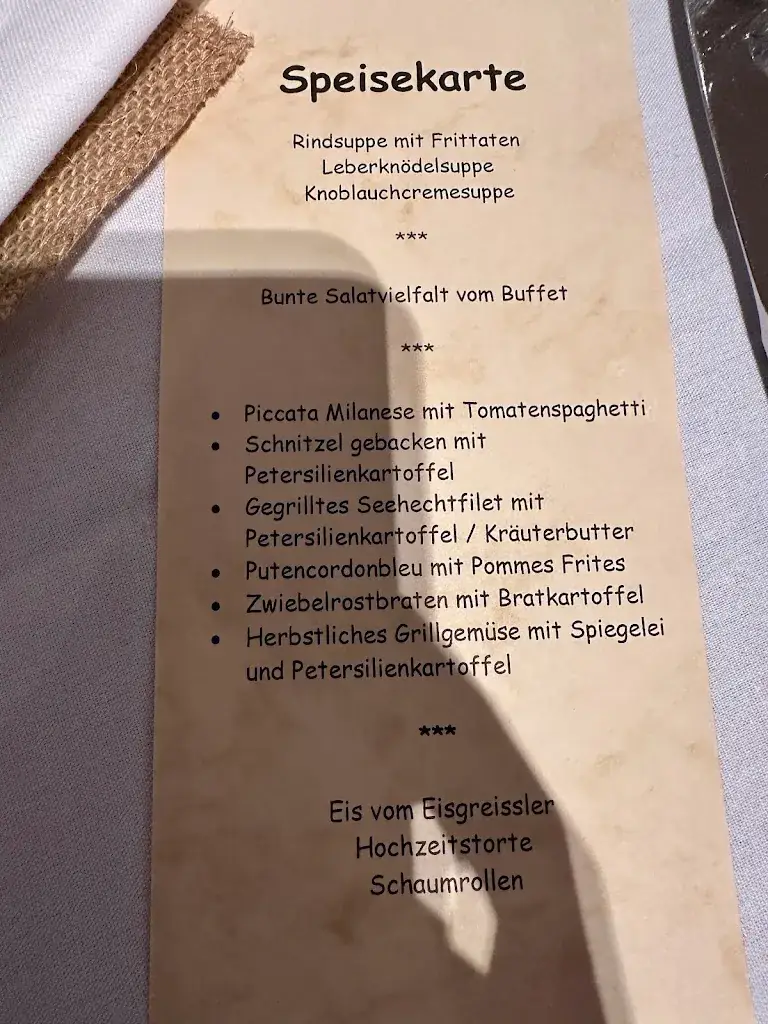 Speisekarte
Rindsuppe mit Frittaten
Leberknödelsuppe
Knoblauchcremesuppe
***
Bunte Salatvielfalt vom Buffet
***
• Piccata Milanese mit Tomatenspaghetti
• Schnitzel gebacken mit
Petersilienkartoffel
• Gegrilltes Seehechtfilet mit
Petersilienkartoffel / Kräuterbutter
• Putencordonbleu mit Pommes Frites
• Zwiebelrostbraten mit Bratkartoffel
• Herbstliches Grillgemüse mit Spiegelei
und Petersilienkartoffel
***
Eis vom Eisgreissler
Hochzeitstorte
Schaumrollen